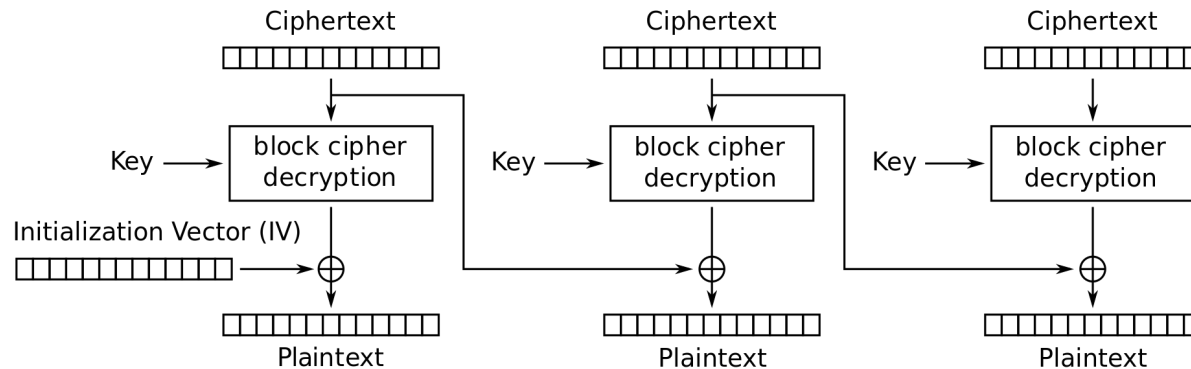 Ciphertext
Ciphertext
Ciphertext
Key
block cipher
decryption
Key
block cipher
decryption
Key
block cipher
decryption
Initialization Vector (IV)
Plaintext
Plaintext
Plaintext